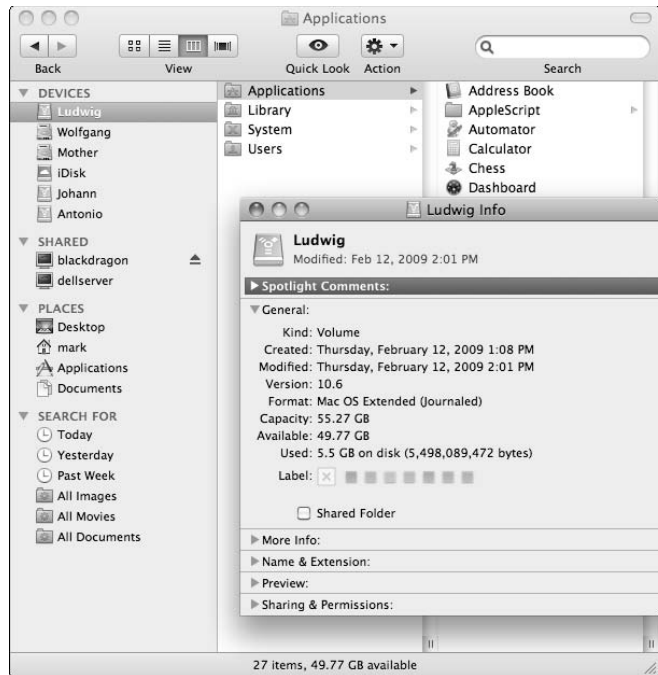 Applications
Back
View
Quick Look
Action
Search
DEVICES
Ludwig
Wolfgang
Mother
iDisk
Johann
Antonio
SHARED
blackdragon
dellserver
PLACES
Desktop
mark
Applications
Documents
SEARCH FOR
Today
Yesterday
Past Week
All Images
All Movies
All Documents
Applications
Library
System
Users
Address Book
AppleScript
Automator
Calculator
Chess
Dashboard
Ludwig Info
Ludwig
Modified: Feb 12, 2009 2:01 PM
Spotlight Comments:
General:
Kind: Volume
Created: Thursday, February 12, 2009 1:08 PM
Modified: Thursday, February 12, 2009 2:01 PM
Version: 10.6
Format: Mac OS Extended (Journaled)
Capacity: 55.27 GB
Available: 49.77 GB
Used: 5.5 GB on disk (5,498,089,472 bytes)
Label:
Shared Folder
More Info:
Name & Extension:
Preview:
Sharing & Permissions:
27 items, 49.77 GB available